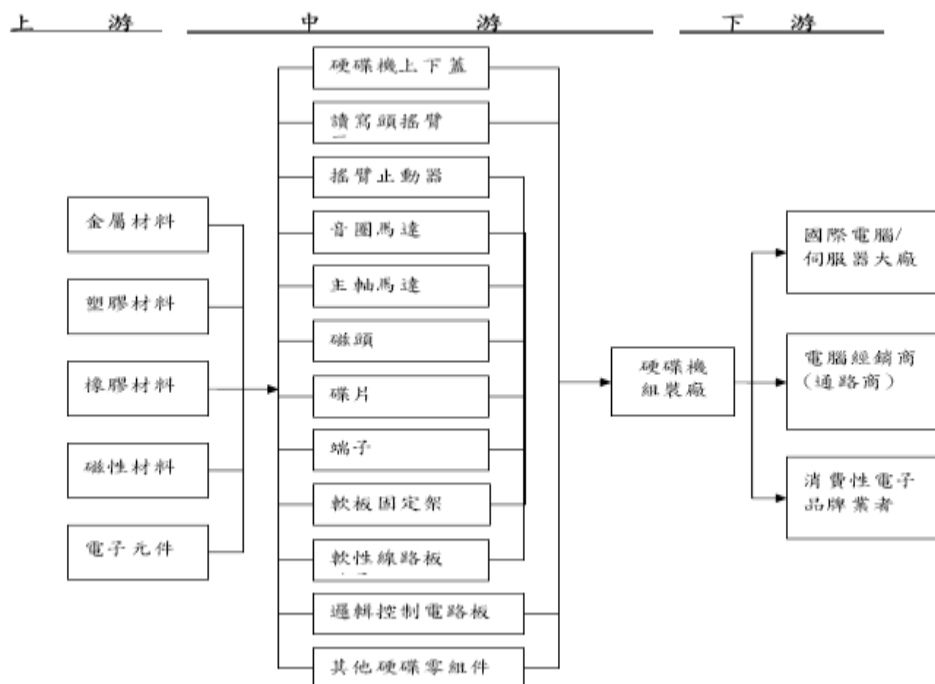 上 游
中 游
下 游
金屬材料
塑膠材料
橡膠材料
磁性材料
電子元件
硬碟機上下蓋
讀寫頭搖臂
搖臂止動器
音圈馬達
主軸馬達
磁頭
碟片
端子
軟板固定架
軟性線路板
邏輯控制電路板
其他硬碟零組件
硬碟機
組裝廠
國際電腦/
伺服器大廠
電腦經銷商
(通路商)
消費性電子
品牌業者